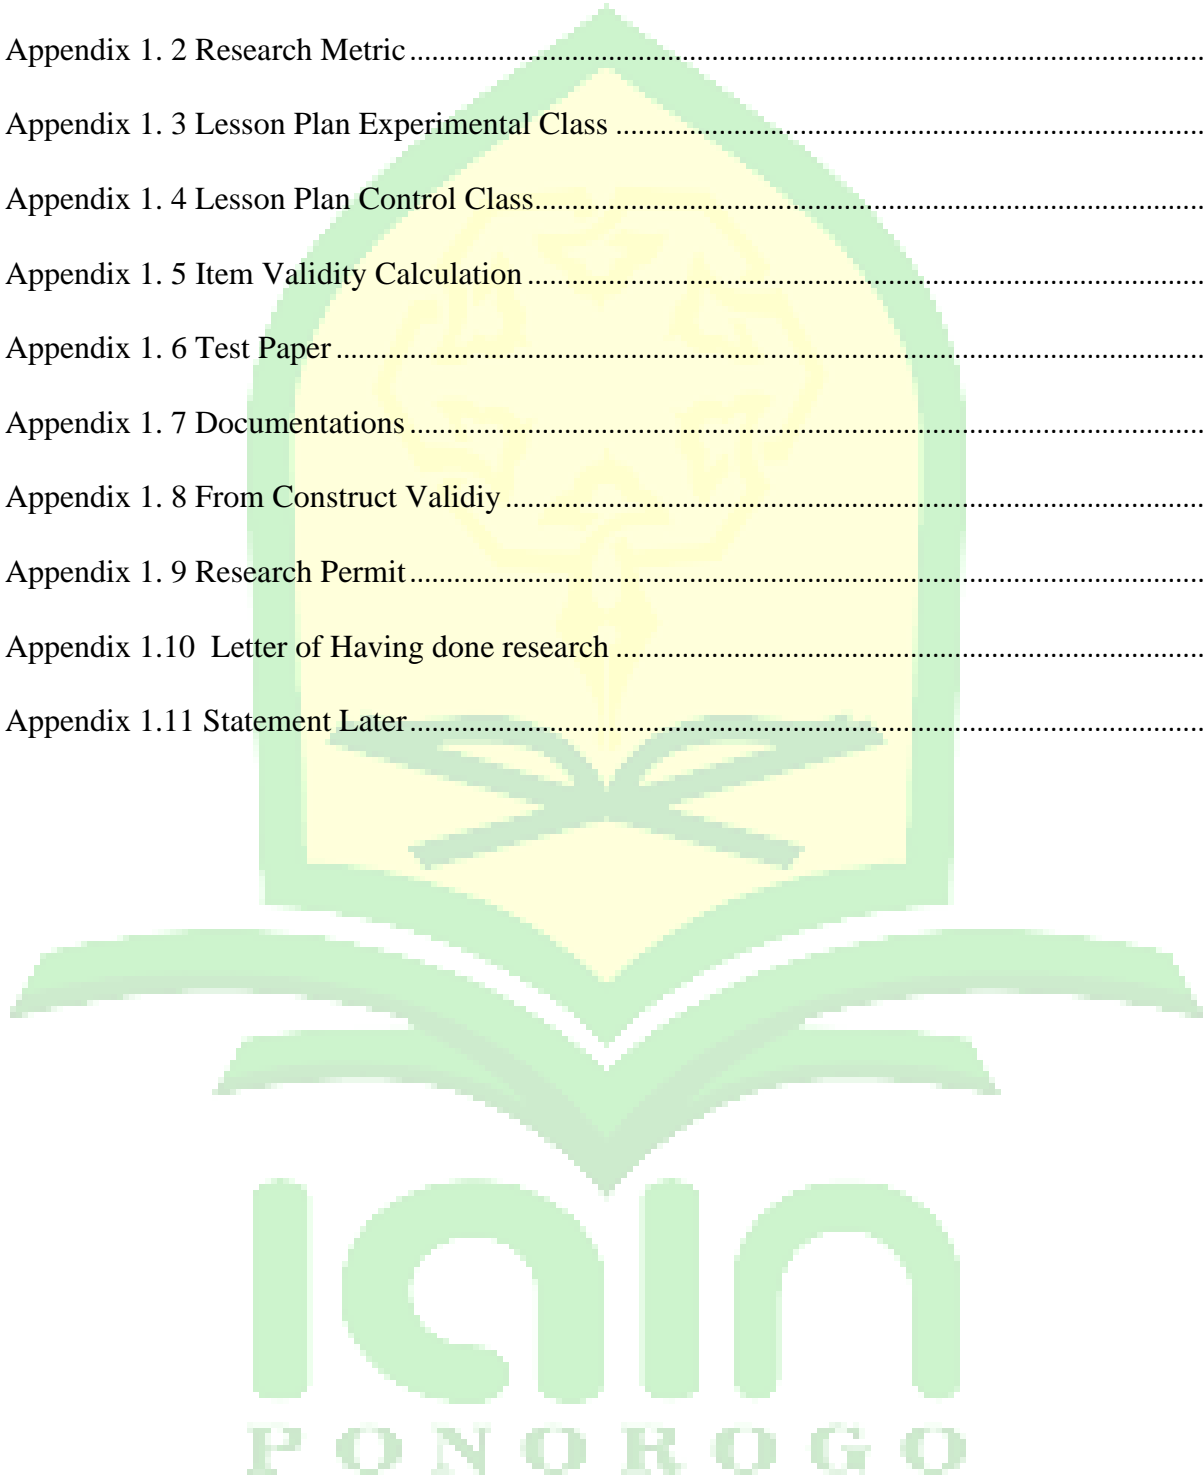 Appendix 1. 2 Research Metric
Appendix 1. 3 Lesson Plan Experimental Class
Appendix 1. 4 Lesson Plan Control Class
Appendix 1. 5 Item Validity Calculation
Appendix 1. 6 Test Paper
Appendix 1. 7 Documentations
Appendix 1. 8 From Construct Validiy
Appendix 1. 9 Research Permit
Appendix 1.10  Letter of Having done research
Appendix 1.11 Statement Later
iain
PONOROGO